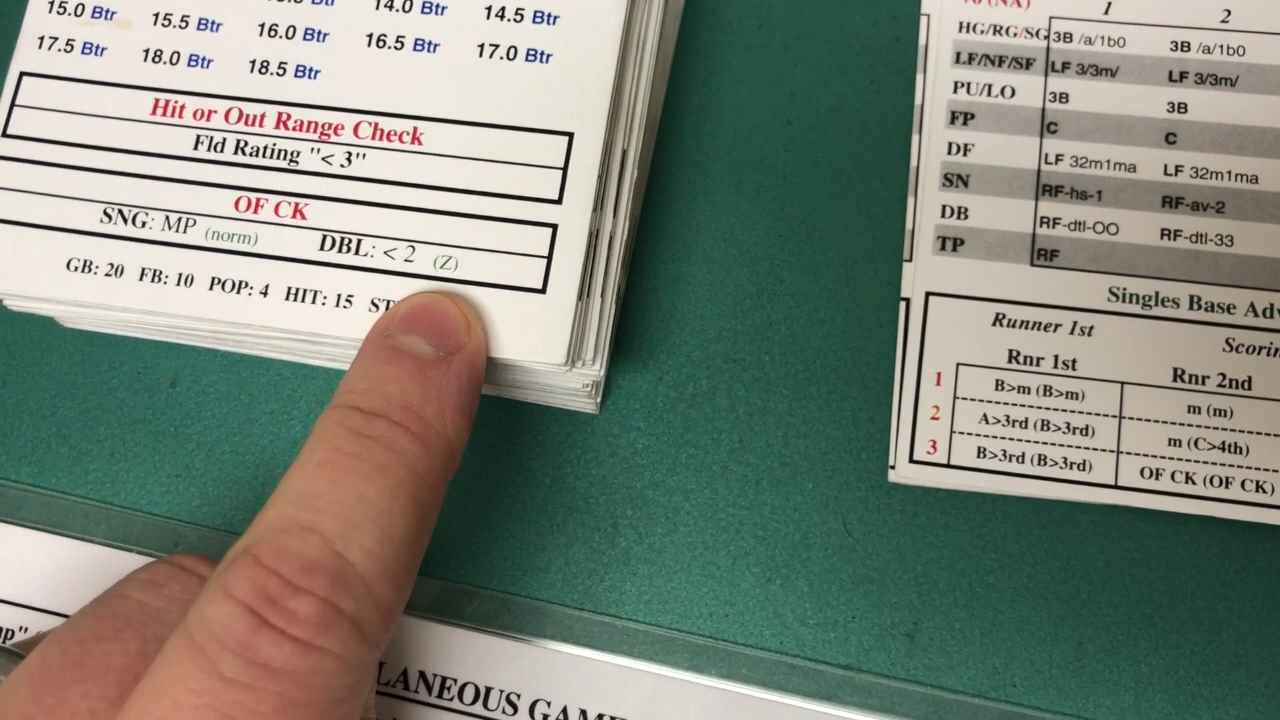 14.0 Btr 14.5 Btr
15.0 Btr 15.5 Btr 16.0 Btr 16.5 Btr 17.0 Btr
17.5 Btr 18.0 Btr 18.5 Btr
Hit or Out Range Check
Fld Rating "< 3"
OF CK
SNG: MP (norm) DBL: < 2 (Z)
GB: 20 FB: 10 POP: 4 HIT: 15
(NA) 1 2
HG/RG/SG 3B /a/1b0 3B /a/1b0
LF/NF/SF LF 3/3m/ LF 3/3m/
PU/LO 3B 3B
FP C C
DF LF 32m1ma LF 32m1ma
SN RF-hs-1 RF-av-2
DB RF-dtl-OO RF-dtl-33
TP RF
Singles Base
Runner 1st
Rnr 1st Rnr 2nd
1 B>m (B>m) m (m)
2 A>3rd (B>3rd) m (C>4th)
3 B>3rd (B>3rd) OF CK (OF CK)